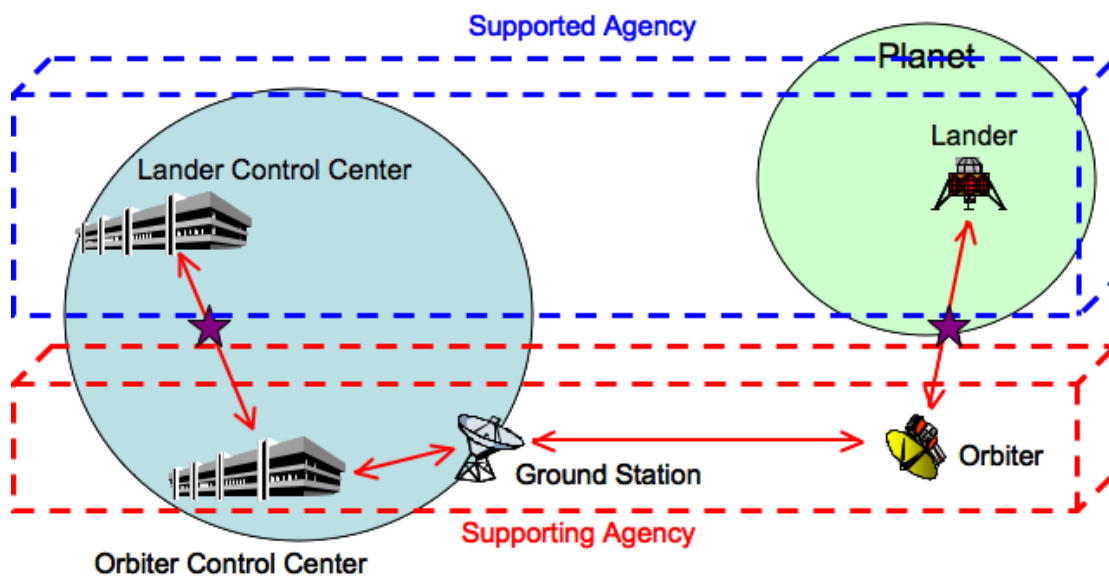 Supported Agency
Planet
Lander
Lander Control Center
Ground Station
Orbiter
Supporting Agency
Orbiter Control Center